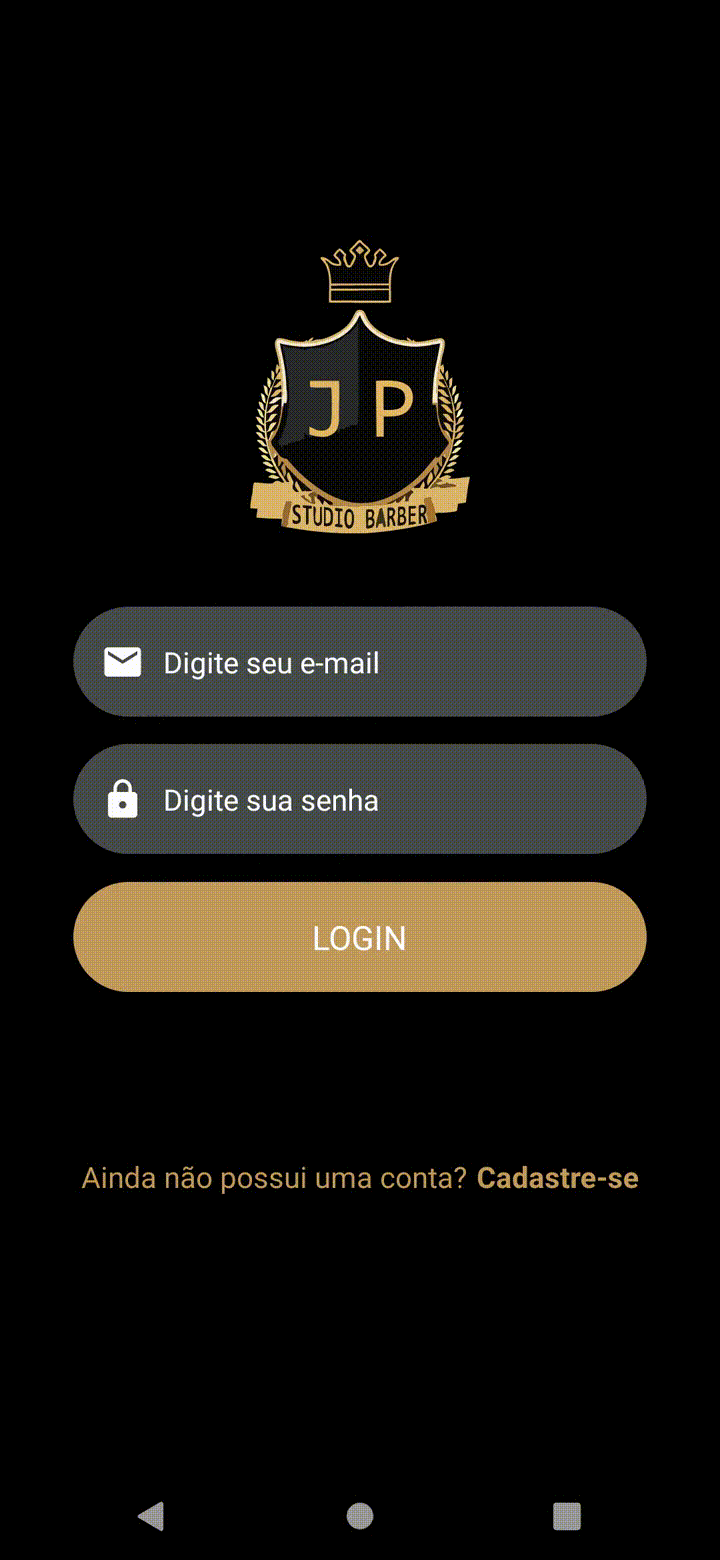 J P
STUDIO BARBER
Digite seu e-mail
Digite sua senha
LOGIN
Ainda não possui uma conta? Cadastre-se